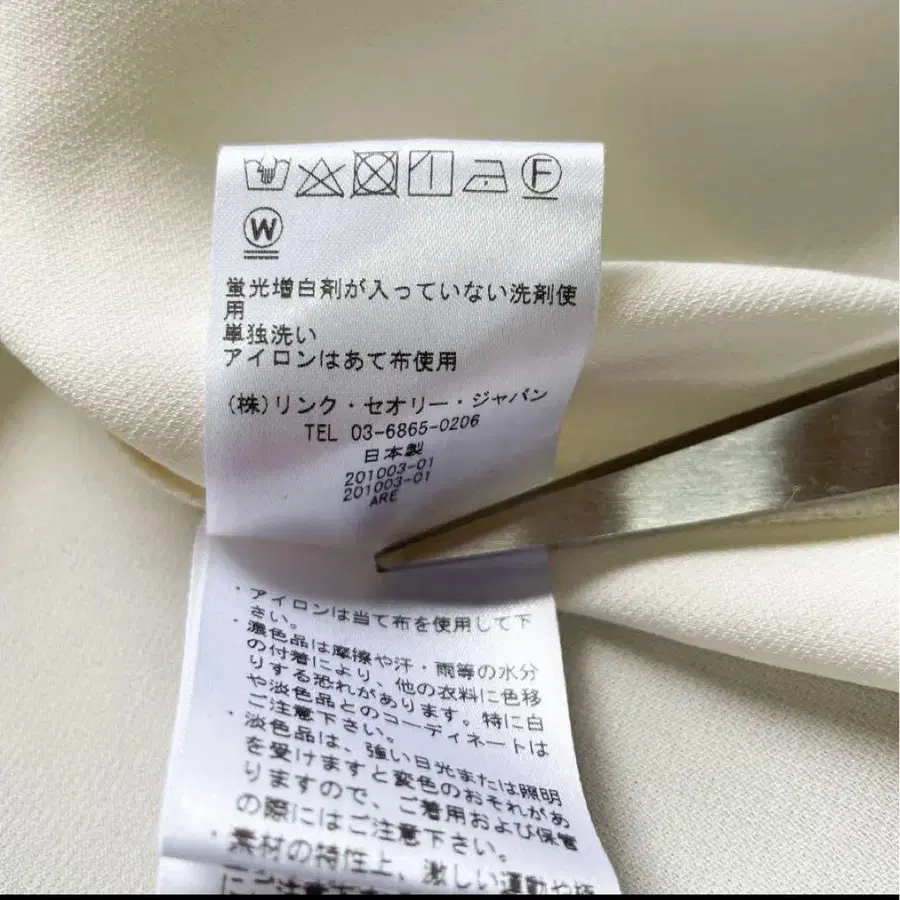 F
W
蛍光増白剤が入っていない洗剤使
用
単独洗い
アイロンはあて布使用
(株)リンク・セオリー・ジャパン
TEL 03-6865-0206
日本製
201003-01
201003-01
ARE
・アイロンは当て布を使用して下
さい。
・濃色品は摩擦や汗・雨等の水分
の付着により、他の衣料に色移
りする恐れがあります。特に白
や淡色品とのコーディネートは
ご注意下さい。
・淡色品は、強い日光または照明
を受けますと変色のおそれがあ
りますので、ご着用および保管
の際にはご注意下さい。
・素材の特性上、激しい運動や
にご注意下さ